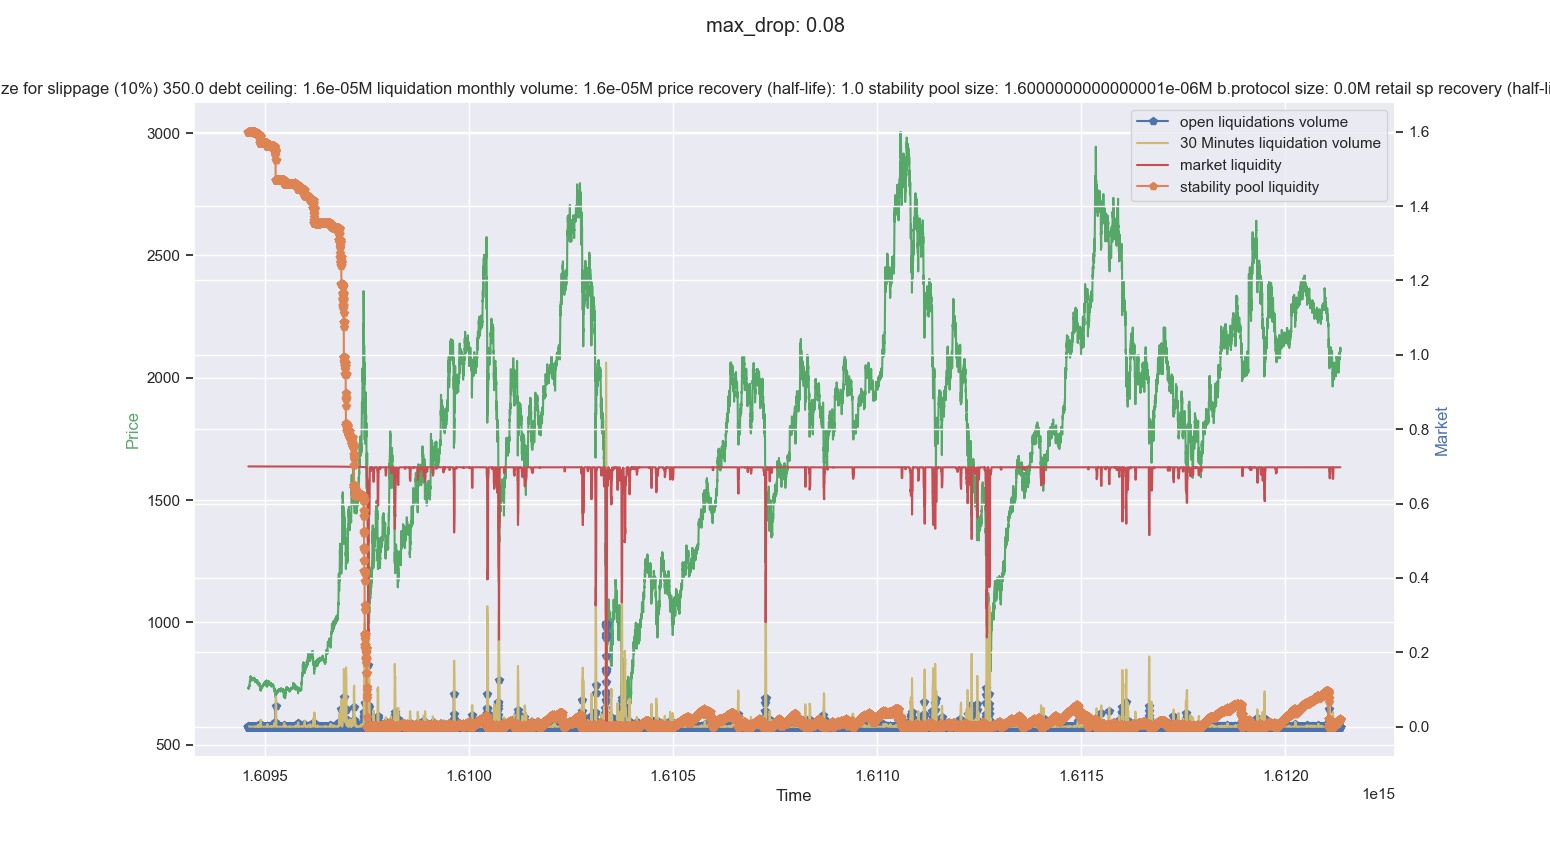 max_drop: 0.08
ze for slippage (10%) 350.0 debt ceiling: 1.6e-05M liquidation monthly volume: 1.6e-05M price recovery (half-life): 1.0 stability pool size: 1.6000000000000001e-06M b.protocol size: 0.0M retail sp recovery (half-li
open liquidations volume
30 Minutes liquidation volume
market liquidity
stability pool liquidity
3000
2500
2000
1500
1000
500
Price
1.6
1.4
1.2
1.0
0.8
0.6
0.4
0.2
0.0
Market
1.6095
1.6100
1.6105
1.6110
1.6115
1.6120
1e15
Time